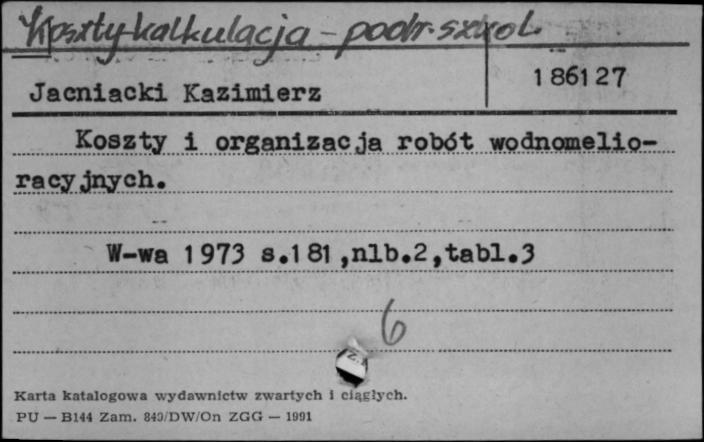 Koszty-kalkulacja - podr. szkol.
Jacniacki Kazimierz
186127
Koszty i organizacja robót wodnomelio-
racyjnych.
W-wa 1973 s.181,nlb.2,tabl.3
6
Karta katalogowa wydawnictw zwartych i ciągłych.
PU — B144 Zam. 840/DW/On ZGG — 1991